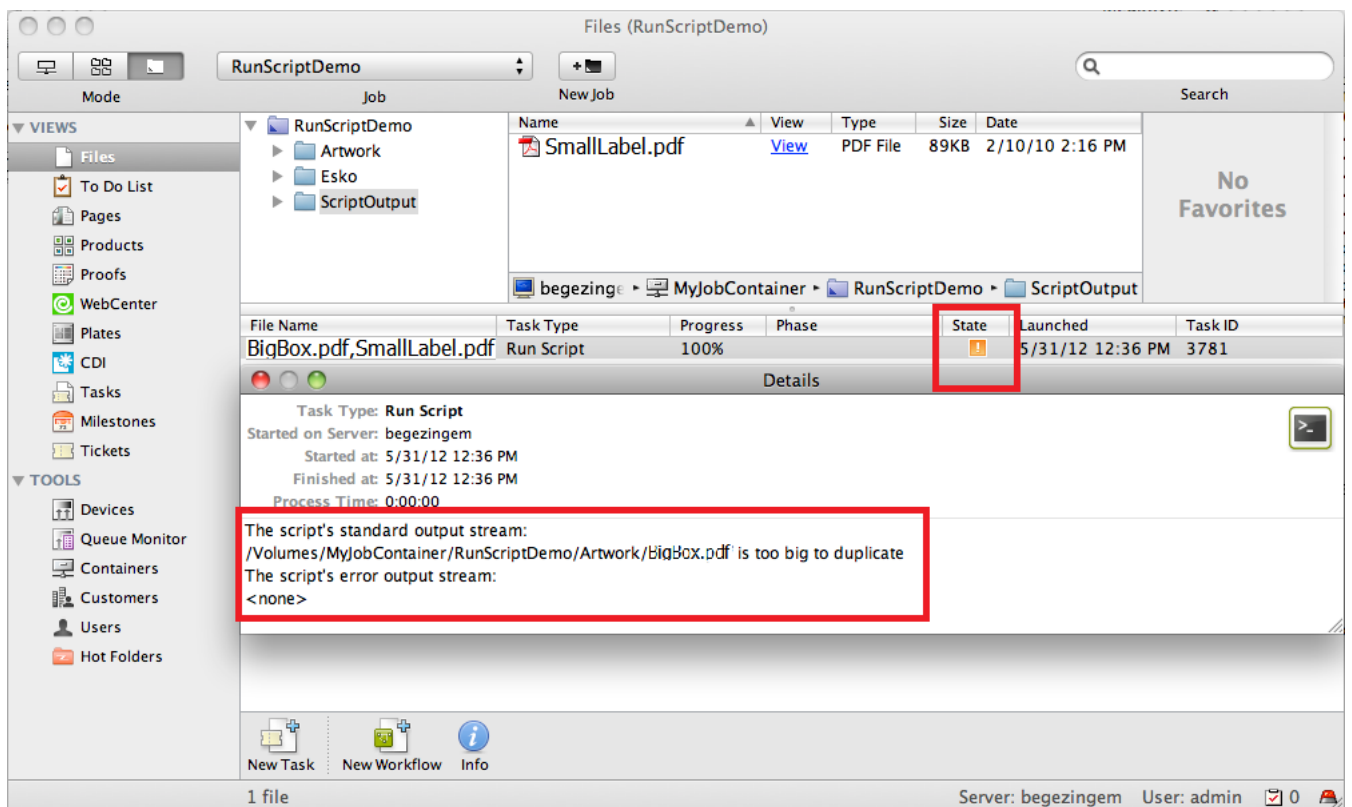 Files (RunScriptDemo)
RunScriptDemo
Mode
Job
New Job
Search
VIEWS
Files
To Do List
Pages
Products
Proofs
WebCenter
Plates
CDI
Tasks
Milestones
Tickets
TOOLS
Devices
Queue Monitor
Containers
Customers
Users
Hot Folders
RunScriptDemo
Artwork
Esko
ScriptOutput
Name View Type Size Date
SmallLabel.pdf View PDF File 89KB 2/10/10 2:16 PM
No
Favorites
begezinge MyJobContainer RunScriptDemo ScriptOutput
File Name Task Type Progress Phase State Launched Task ID
BigBox.pdf,SmallLabel.pdf Run Script 100% 5/31/12 12:36 PM 3781
Details
Task Type: Run Script
Started on Server: begezingem
Started at: 5/31/12 12:36 PM
Finished at: 5/31/12 12:36 PM
Process Time: 0:00:00
The script's standard output stream:
/Volumes/MyJobContainer/RunScriptDemo/Artwork/BigBox.pdf' is too big to duplicate
The script's error output stream:
<none>
New Task New Workflow Info
1 file
Server: begezingem User: admin 0